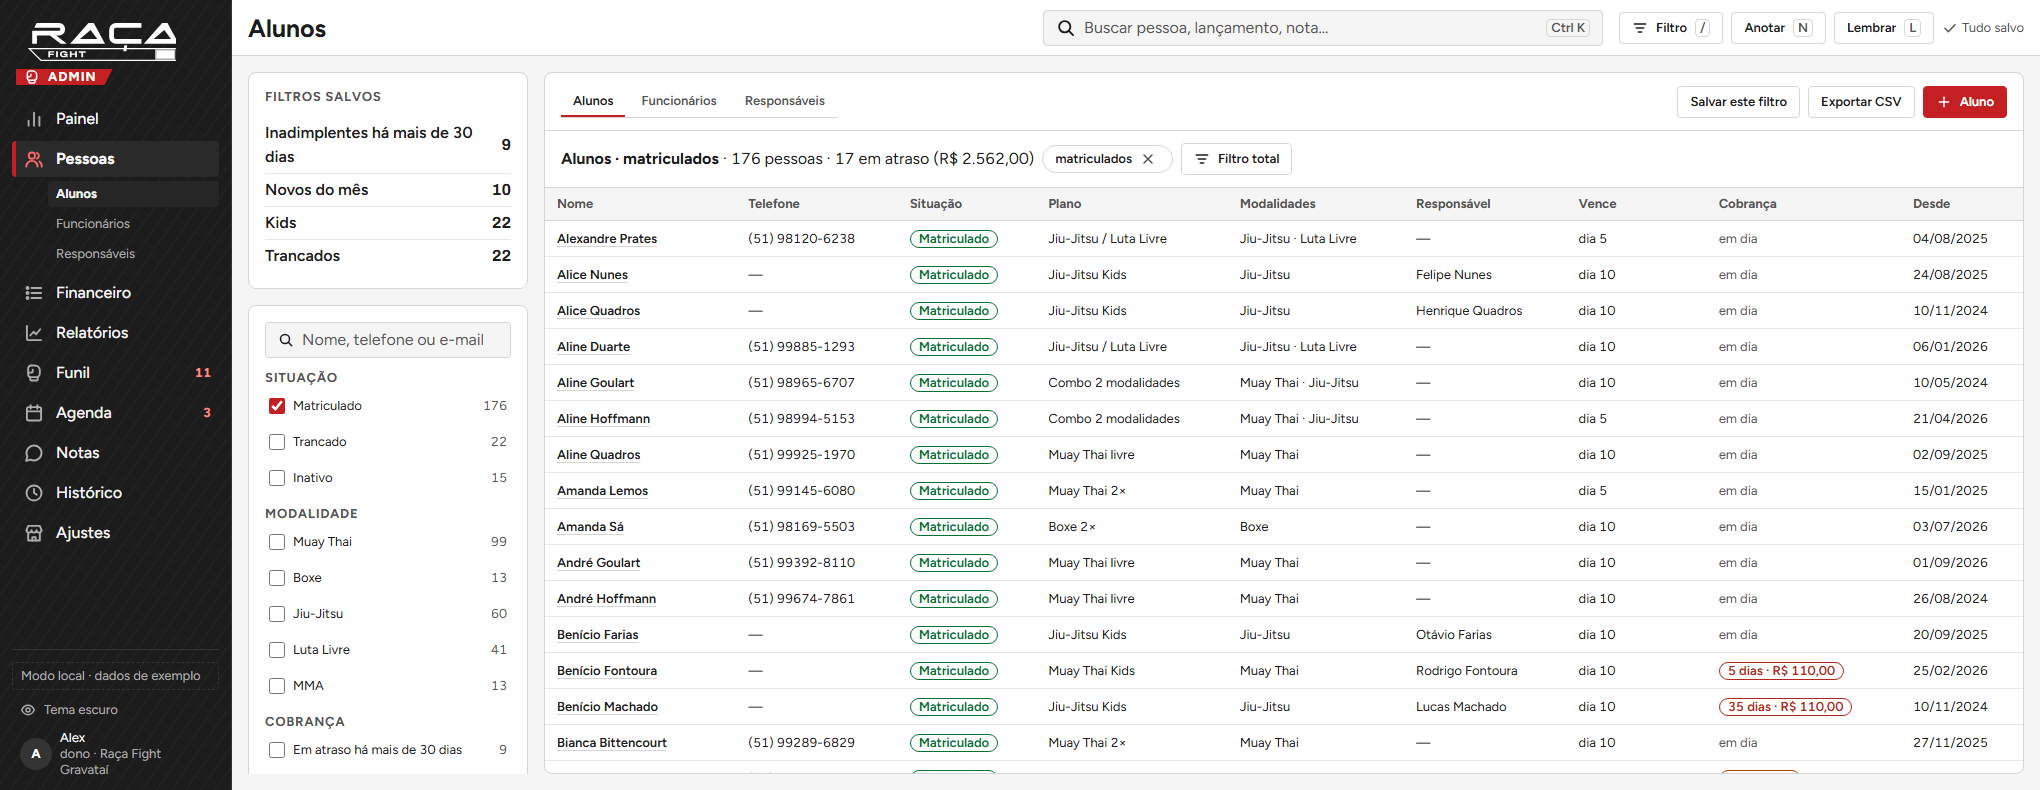 RAÇA
FIGHT
ADMIN
Painel
Pessoas
Alunos
Funcionários
Responsáveis
Financeiro
Relatórios
Funil 11
Agenda 3
Notas
Histórico
Ajustes
Modo local · dados de exemplo
Tema escuro
A
Alex
dono · Raça Fight
Gravataí
Alunos
Buscar pessoa, lançamento, nota... Ctrl K
Filtro /
Anotar N
Lembrar L
Tudo salvo
FILTROS SALVOS
Inadimplentes há mais de 30
dias 9
Novos do mês 10
Kids 22
Trancados 22
Nome, telefone ou e-mail
SITUAÇÃO
Matriculado 176
Trancado 22
Inativo 15
MODALIDADE
Muay Thai 99
Boxe 13
Jiu-Jitsu 60
Luta Livre 41
MMA 13
COBRANÇA
Em atraso há mais de 30 dias 9
Alunos Funcionários Responsáveis
Salvar este filtro Exportar CSV + Aluno
Alunos · matriculados · 176 pessoas · 17 em atraso (R$ 2.562,00) matriculados Filtro total
Nome Telefone Situação Plano Modalidades Responsável Vence Cobrança Desde
Alexandre Prates (51) 98120-6238 Matriculado Jiu-Jitsu / Luta Livre Jiu-Jitsu · Luta Livre — dia 5 em dia 04/08/2025
Alice Nunes — Matriculado Jiu-Jitsu Kids Jiu-Jitsu Felipe Nunes dia 10 em dia 24/08/2025
Alice Quadros — Matriculado Jiu-Jitsu Kids Jiu-Jitsu Henrique Quadros dia 10 em dia 10/11/2024
Aline Duarte (51) 99885-1293 Matriculado Jiu-Jitsu / Luta Livre Jiu-Jitsu · Luta Livre — dia 10 em dia 06/01/2026
Aline Goulart (51) 98965-6707 Matriculado Combo 2 modalidades Muay Thai · Jiu-Jitsu — dia 10 em dia 10/05/2024
Aline Hoffmann (51) 98994-5153 Matriculado Combo 2 modalidades Muay Thai · Jiu-Jitsu — dia 5 em dia 21/04/2026
Aline Quadros (51) 99925-1970 Matriculado Muay Thai livre Muay Thai — dia 10 em dia 02/09/2025
Amanda Lemos (51) 99145-6080 Matriculado Muay Thai 2× Muay Thai — dia 5 em dia 15/01/2025
Amanda Sá (51) 98169-5503 Matriculado Boxe 2× Boxe — dia 10 em dia 03/07/2026
André Goulart (51) 99392-8110 Matriculado Muay Thai livre Muay Thai — dia 10 em dia 01/09/2026
André Hoffmann (51) 99674-7861 Matriculado Muay Thai livre Muay Thai — dia 10 em dia 26/08/2024
Benício Farias — Matriculado Jiu-Jitsu Kids Jiu-Jitsu Otávio Farias dia 10 em dia 20/09/2025
Benício Fontoura — Matriculado Muay Thai Kids Muay Thai Rodrigo Fontoura dia 10 5 dias · R$ 110,00 25/02/2026
Benício Machado — Matriculado Jiu-Jitsu Kids Jiu-Jitsu Lucas Machado dia 10 35 dias · R$ 110,00 10/11/2024
Bianca Bittencourt (51) 99289-6829 Matriculado Muay Thai 2× Muay Thai — dia 10 em dia 27/11/2025